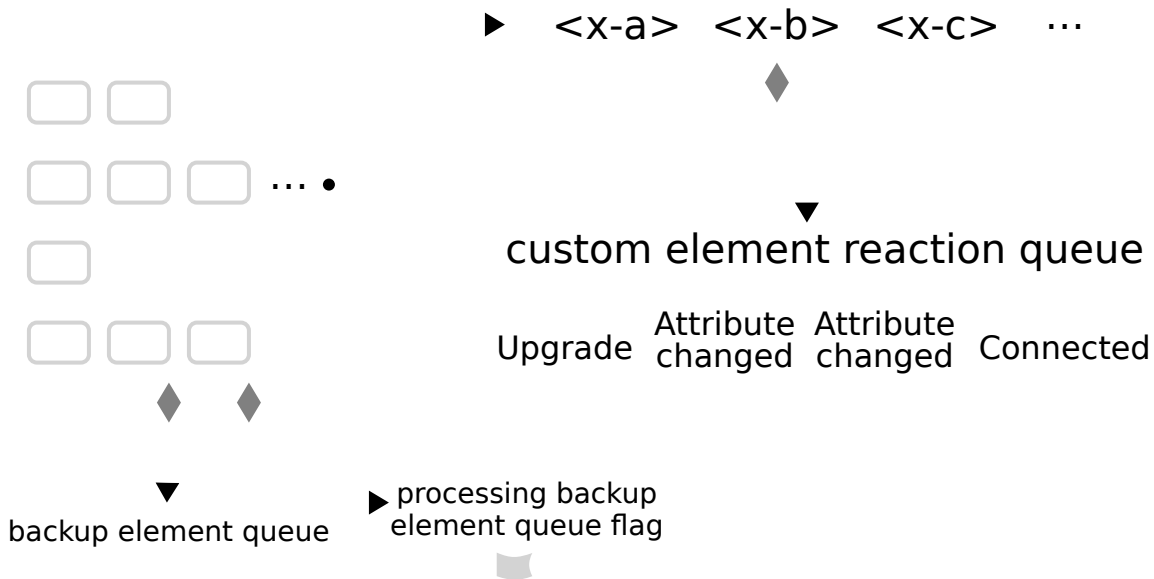 <x-a> <x-b> <x-c> ...
...
custom element reaction queue
Upgrade
Attribute
changed
Attribute
changed
Connected
backup element queue
processing backup
element queue flag